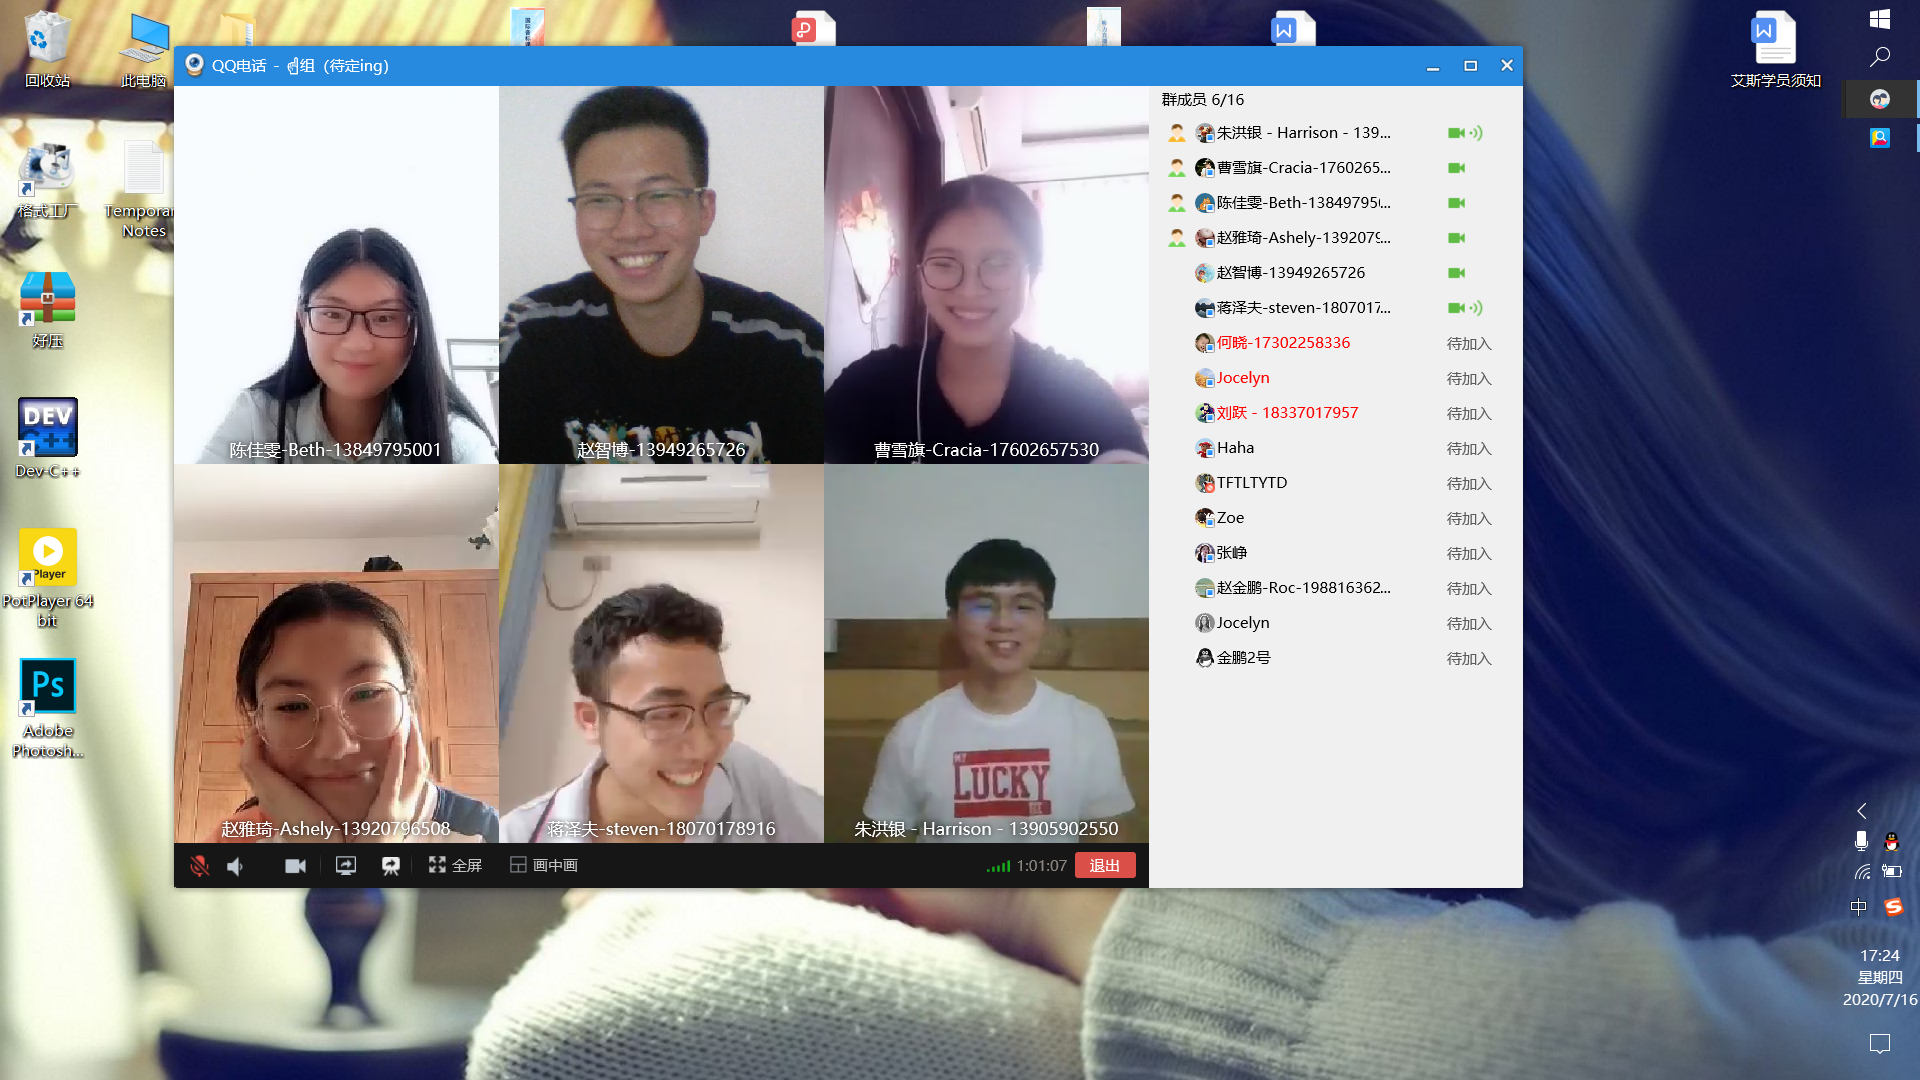 回收站
此电脑
格式工厂
Temporar
Notes
好压
DEV
C++
Dev-C++
Player
PotPlayer 64
bit
Ps
Adobe
Photosh...
艾斯学员须知
QQ电话 - ☝组（待定ing）
陈佳雯-Beth-13849795001
赵智博-13949265726
曹雪旗-Cracia-17602657530
赵雅琦-Ashely-13920796508
蒋泽夫-steven-18070178916
LUCKY
朱洪银 - Harrison - 13905902550
全屏
画中画
1:01:07
退出
群成员 6/16
朱洪银 - Harrison - 139...
曹雪旗-Cracia-1760265...
陈佳雯-Beth-13849795...
赵雅琦-Ashely-1392079...
赵智博-13949265726
蒋泽夫-steven-1807017...
何晓-17302258336 待加入
Jocelyn 待加入
刘跃 - 18337017957 待加入
Haha 待加入
TFTLTYTD 待加入
Zoe 待加入
张峥 待加入
赵金鹏-Roc-198816362... 待加入
Jocelyn 待加入
金鹏2号 待加入
中
17:24
星期四
2020/7/16